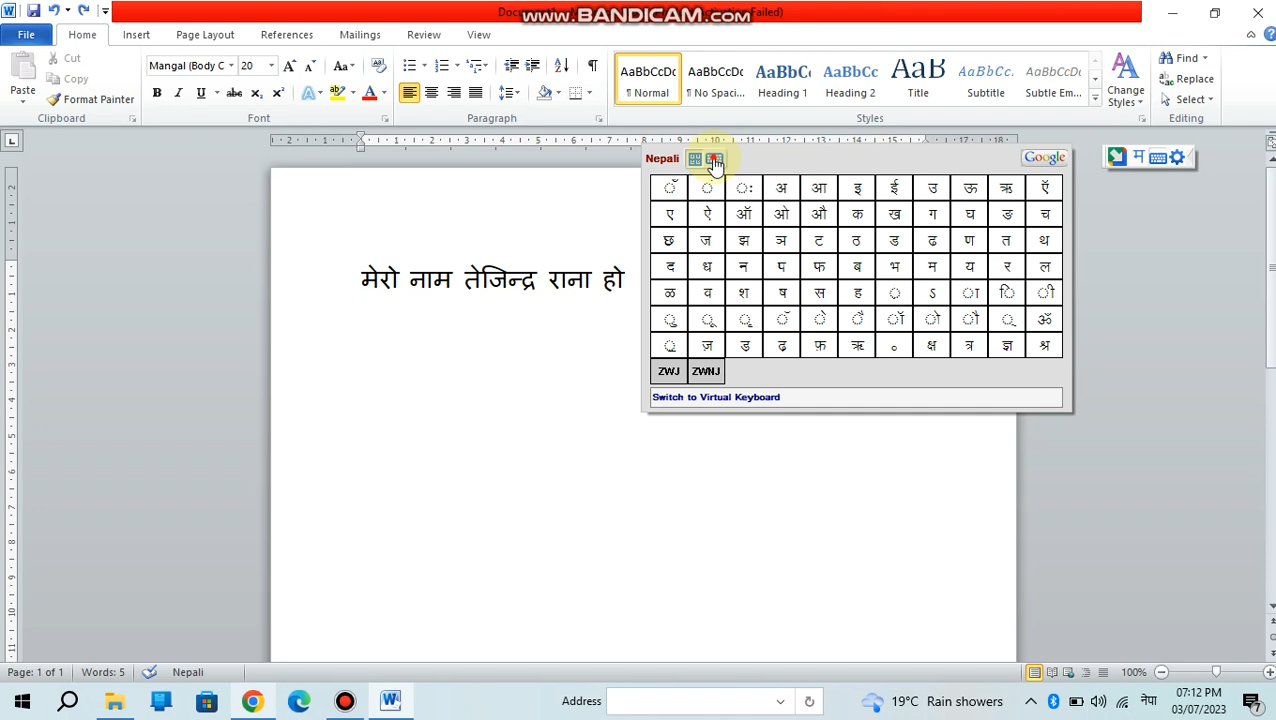 www.BANDICAM.com
Failed)
File Home Insert Page Layout References Mailings Review View
Paste Cut Copy Format Painter Clipboard
Mangal (Body C 20 Font
Paragraph
AaBbCcDc ¶ Normal AaBbCcDc ¶ No Spaci... AaBbCc Heading 1 AaBbCc Heading 2 AaB Title AaBbCc. Subtitle AaBbCcDc Subtle Em... Styles
Change Styles Find Replace Select Editing
Nepali Google
म
ँ ं ः अ आ इ ई उ ऊ ऋ ऍ
ए ऐ ऑ ओ औ क ख ग घ ङ च
छ ज झ ञ ट ठ ड ढ ण त थ
द ध न प फ ब भ म य र ल
ळ व श ष स ह ़ ऽ ा ि ी
ु ू ृ ॅ े ै ॉ ो ौ ् ॐ
ज़ ड़ ढ़ फ़ ॠ ॰ क्ष त्र ज्ञ श्र
ZWJ ZWNJ
Switch to Virtual Keyboard
मेरो नाम तेजिन्द्र राना हो
Page: 1 of 1 Words: 5 Nepali 100%
Address 19°C Rain showers नेपा 07:12 PM 03/07/2023 7